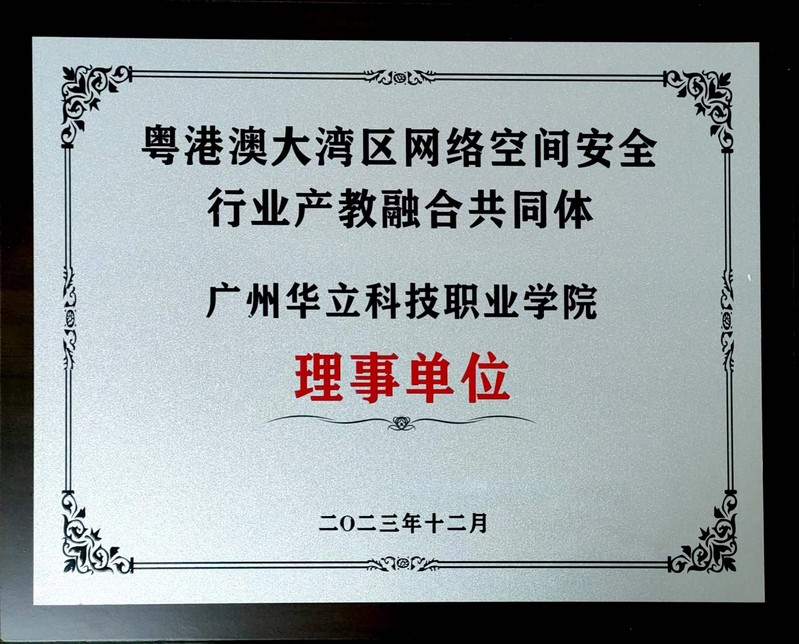 粤港澳大湾区网络空间安全
行业产教融合共同体
广州华立科技职业学院
理事单位
二O二三年十二月